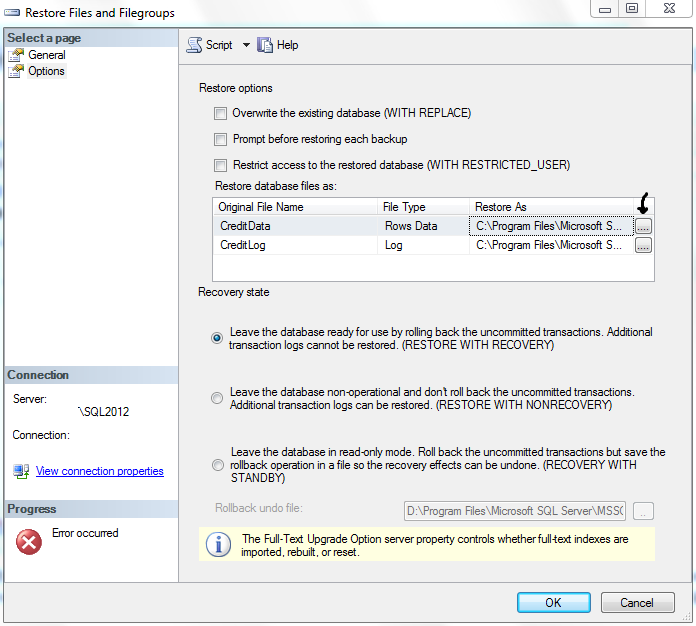 Restore Files and Filegroups
Select a page
General
Options
Script
Help
Restore options
Overwrite the existing database (WITH REPLACE)
Prompt before restoring each backup
Restrict access to the restored database (WITH RESTRICTED_USER)
Restore database files as:
Original File Name File Type Restore As
CreditData Rows Data C:\Program Files\Microsoft S... ...
CreditLog Log C:\Program Files\Microsoft S... ...
Recovery state
Leave the database ready for use by rolling back the uncommitted transactions. Additional
transaction logs cannot be restored. (RESTORE WITH RECOVERY)
Leave the database non-operational and don't roll back the uncommitted transactions.
Additional transaction logs can be restored. (RESTORE WITH NONRECOVERY)
Leave the database in read-only mode. Roll back the uncommitted transactions but save the
rollback operation in a file so the recovery effects can be undone. (RECOVERY WITH
STANDBY)
Rollback undo file: D:\Program Files\Microsoft SQL Server\MSS ...
The Full-Text Upgrade Option server property controls whether full-text indexes are
imported, rebuilt, or reset.
Connection
Server:
\SQL2012
Connection:
View connection properties
Progress
Error occurred
OK Cancel